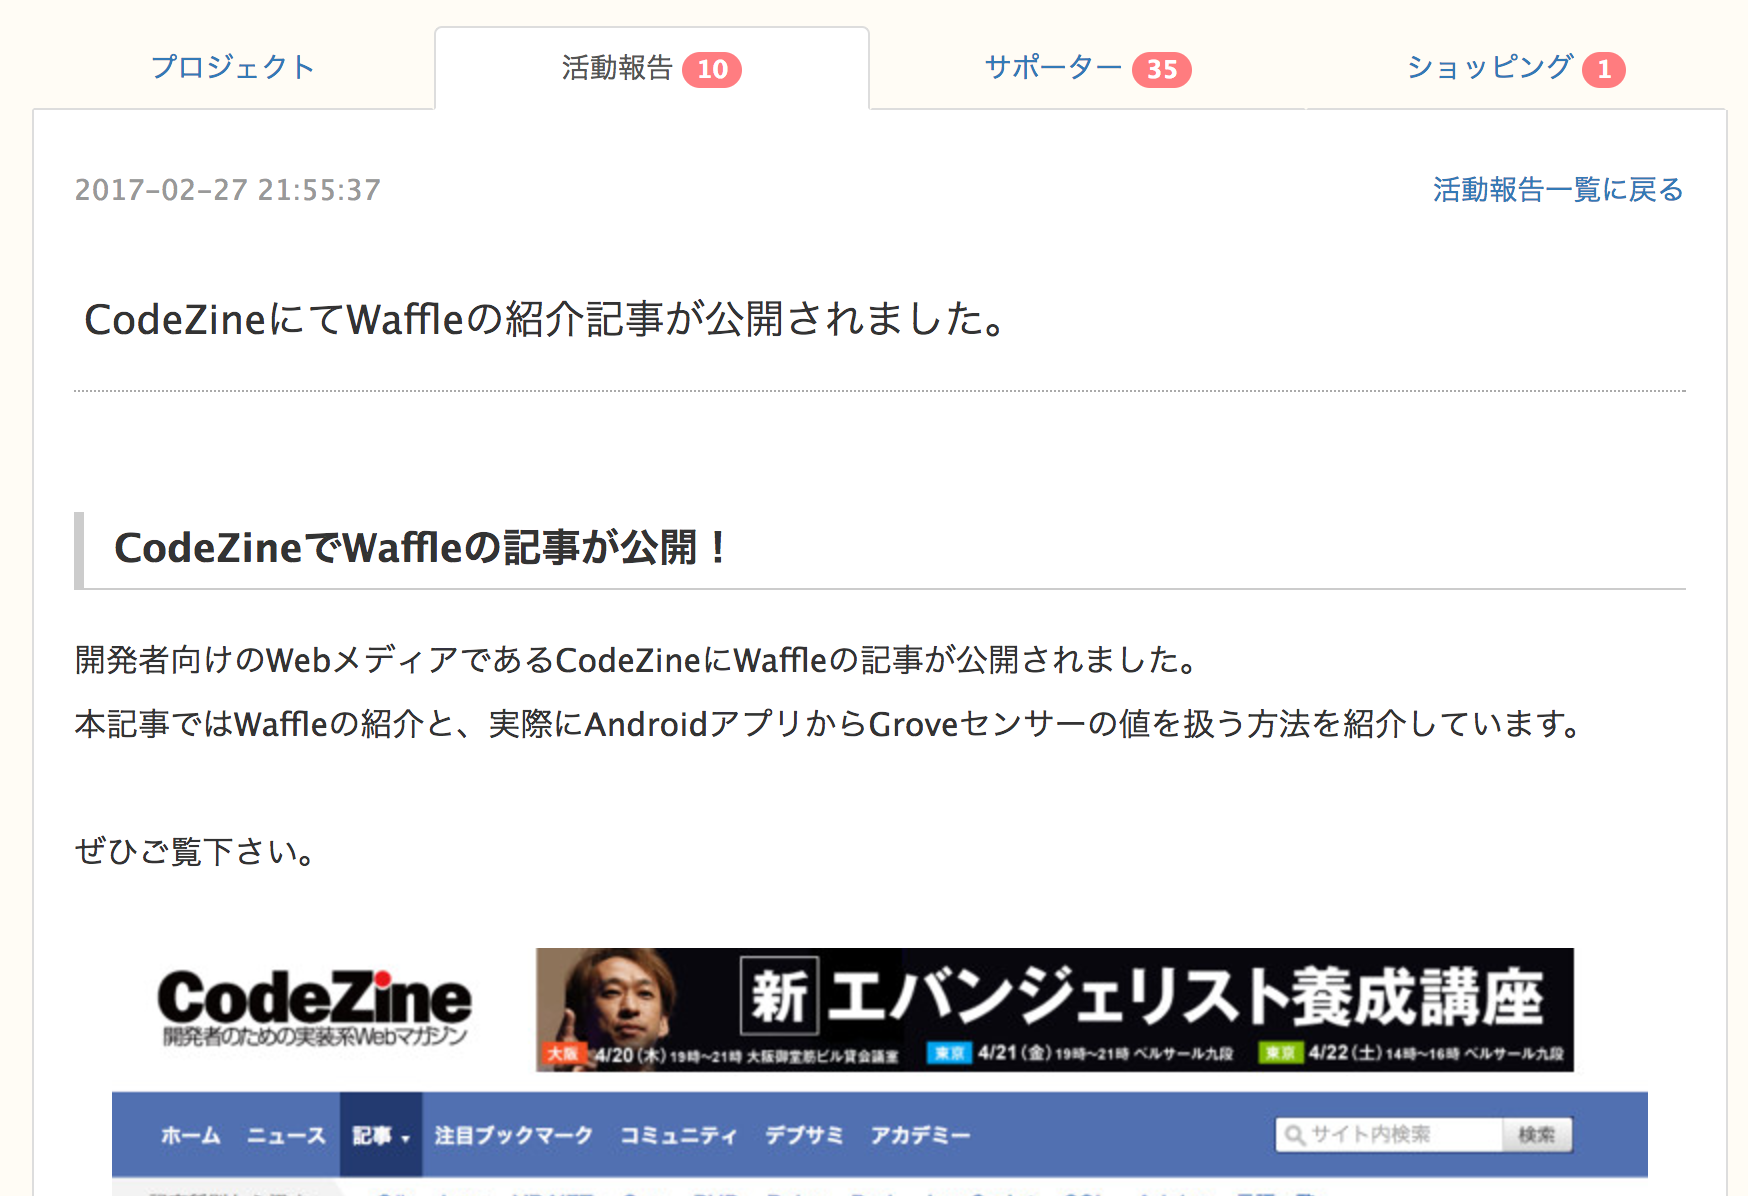 プロジェクト
活動報告 10
サポーター 35
ショッピング 1
2017-02-27 21:55:37
活動報告一覧に戻る
CodeZineにてWaffleの紹介記事が公開されました。
CodeZineでWaffleの記事が公開！
開発者向けのWebメディアであるCodeZineにWaffleの記事が公開されました。
本記事ではWaffleの紹介と、実際にAndroidアプリからGroveセンサーの値を扱う方法を紹介しています。
ぜひご覧下さい。
CodeZine
開発者のための実装系Webマガジン
新 エバンジェリスト養成講座
大阪 4/20（木）19時～21時 大阪御堂筋ビル貸会議室 東京 4/21（金）19時～21時 ベルサール九段 東京 4/22（土）14時～16時 ベルサール九段
ホーム ニュース 記事 ▼ 注目ブックマーク コミュニティ デブサミ アカデミー サイト内検索 検索